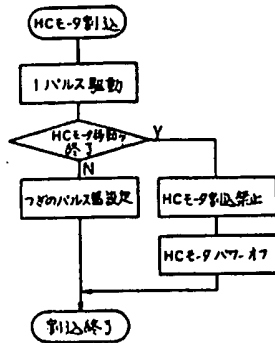 HCモータ割込
1パルス駆動
HCモータ移動が
終了
Y
N
つぎのパルス幅設定
HCモータ割込禁止
HCモータパワーオフ
割込終了